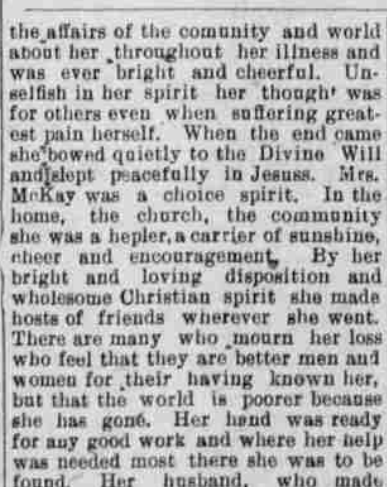 the affairs of the comunity and world
about her throughout her illness and
was ever bright and cheerful. Un-
selfish in her spirit her though' was
for others even when suffering great-
est pain herself. When the end came
she bowed quietly to the Divine Will
and slept peacefully in Jesuss. Mrs.
McKay was a choice spirit. In the
home, the church, the community
she was a hepler, a carrier of sunshine,
cheer and encouragement. By her
bright and loving disposition and
wholesome Christian spirit she made
hosts of friends wherever she went.
There are many who mourn her loss
who feel that they are better men and
women for their having known her,
but that the world is poorer because
she has gone. Her hand was ready
for any good work and where her help
was needed most there she was to be
found. Her husband, who made